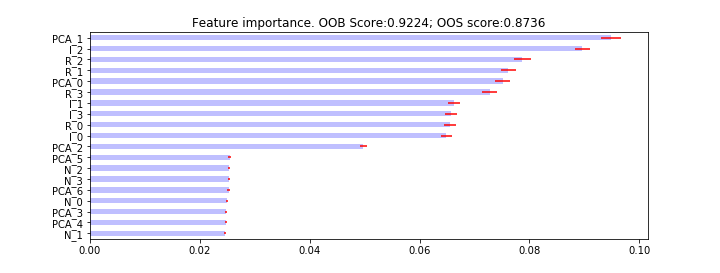 Feature importance. OOB Score:0.9224; OOS score:0.8736
PCA_1
I_2
R_2
R_1
PCA_0
R_3
I_1
I_3
R_0
I_0
PCA_2
PCA_5
N_2
N_3
PCA_6
N_0
PCA_3
PCA_4
N_1
0.00 0.02 0.04 0.06 0.08 0.10